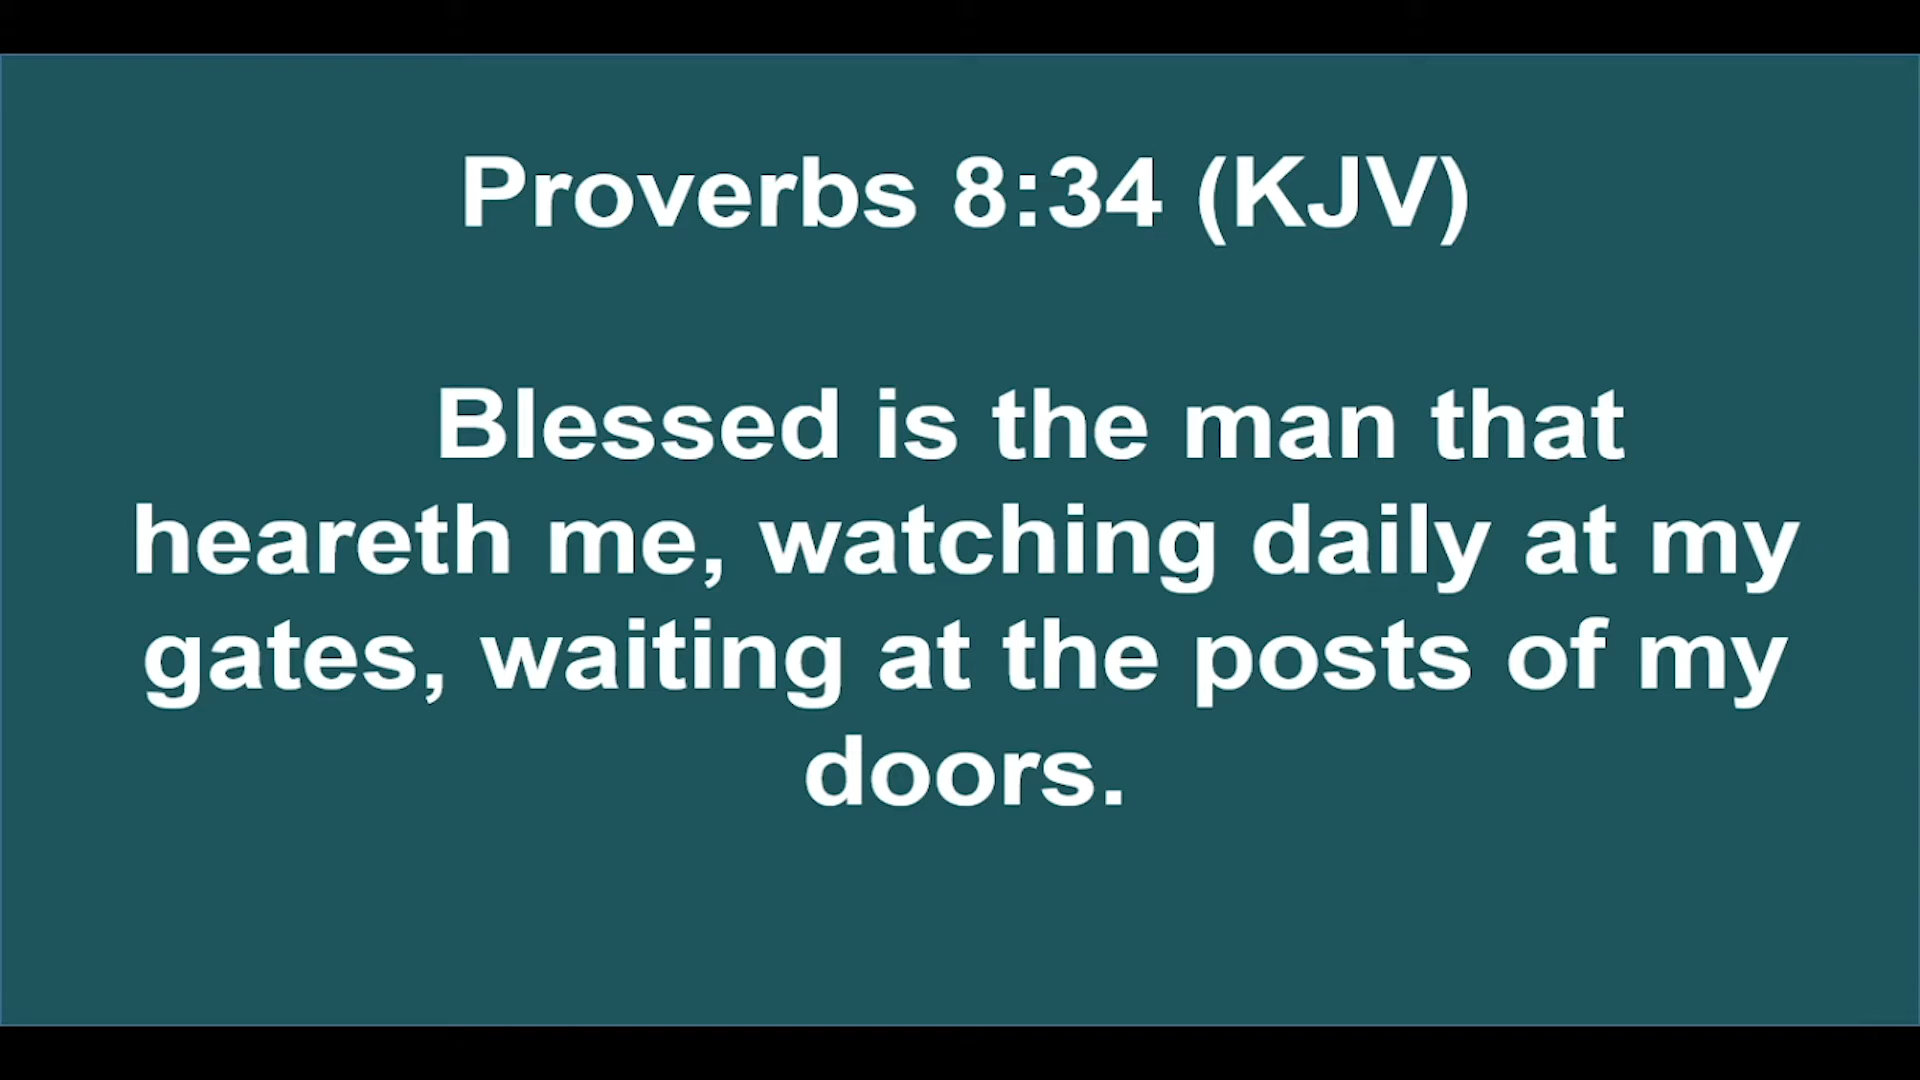 Proverbs 8:34 (KJV)
Blessed is the man that
heareth me, watching daily at my
gates, waiting at the posts of my
doors.